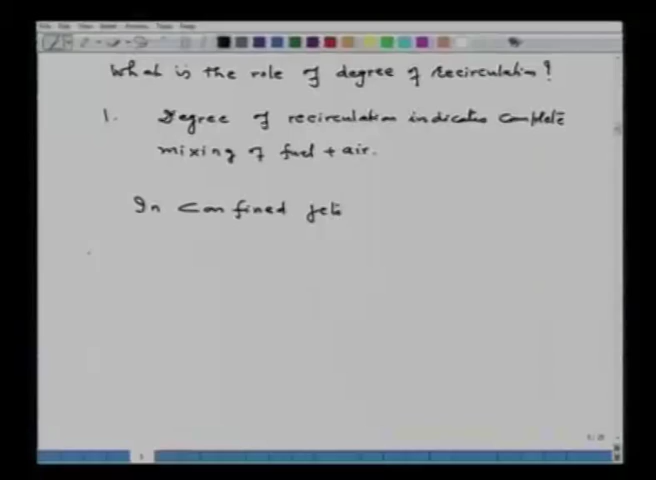 What is the role of degree of recirculation?
1. Degree of recirculation indicates complete
mixing of fuel + air.
In confined jets